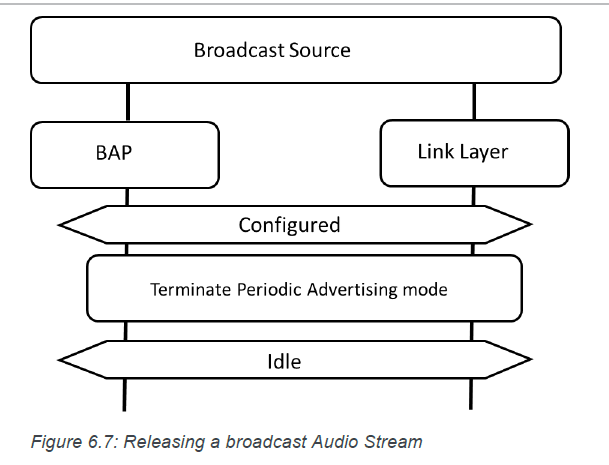 Broadcast Source
BAP
Link Layer
Configured
Terminate Periodic Advertising mode
Idle
Figure 6.7: Releasing a broadcast Audio Stream